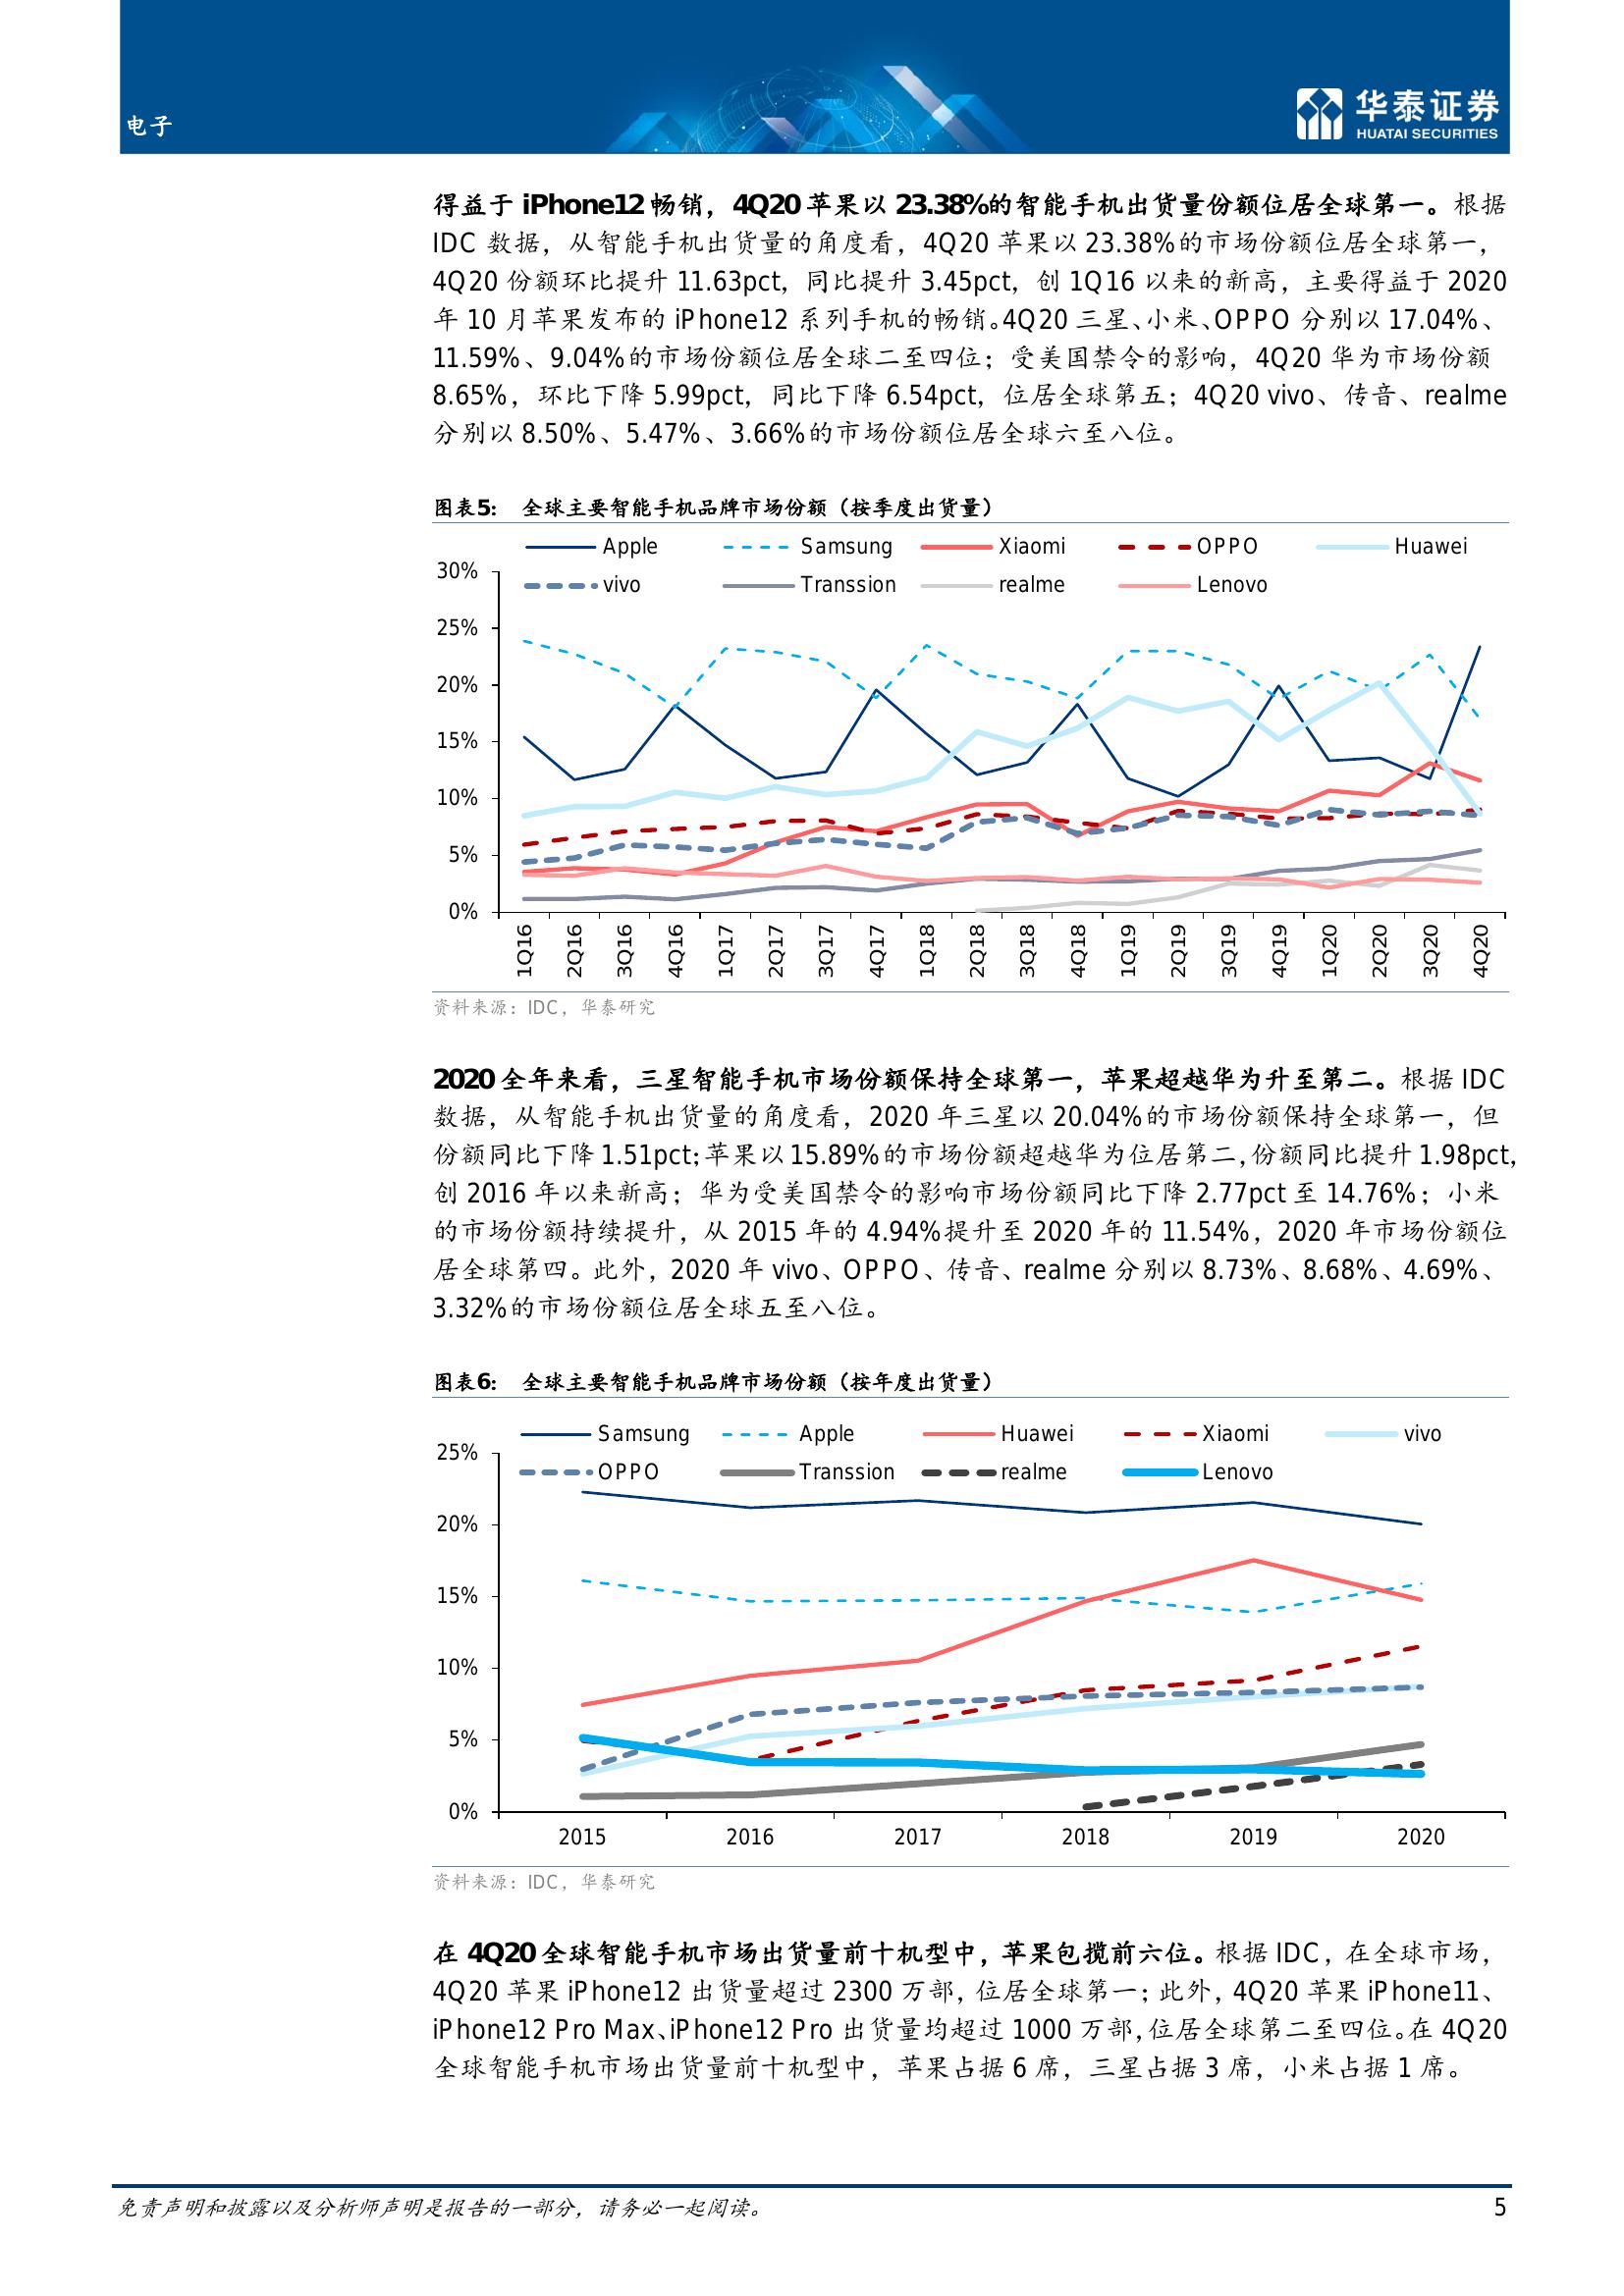 电子
华泰证券
HUATAI SECURITIES
得益于 iPhone12 畅销，4Q20 苹果以 23.38%的智能手机出货量份额位居全球第一。根据
IDC 数据，从智能手机出货量的角度看，4Q20 苹果以 23.38%的市场份额位居全球第一，
4Q20 份额环比提升 11.63pct，同比提升 3.45pct，创 1Q16 以来的新高，主要得益于 2020
年 10 月苹果发布的 iPhone12 系列手机的畅销。4Q20 三星、小米、OPPO 分别以 17.04%、
11.59%、9.04%的市场份额位居全球二至四位；受美国禁令的影响，4Q20 华为市场份额
8.65%，环比下降 5.99pct，同比下降 6.54pct，位居全球第五；4Q20 vivo、传音、realme
分别以 8.50%、5.47%、3.66%的市场份额位居全球六至八位。
图表5： 全球主要智能手机品牌市场份额（按季度出货量）
Apple Samsung Xiaomi OPPO Huawei
vivo Transsion realme Lenovo
30%
25%
20%
15%
10%
5%
0%
1Q16 2Q16 3Q16 4Q16 1Q17 2Q17 3Q17 4Q17 1Q18 2Q18 3Q18 4Q18 1Q19 2Q19 3Q19 4Q19 1Q20 2Q20 3Q20 4Q20
资料来源：IDC，华泰研究
2020 全年来看，三星智能手机市场份额保持全球第一，苹果超越华为升至第二。根据 IDC
数据，从智能手机出货量的角度看，2020 年三星以 20.04%的市场份额保持全球第一，但
份额同比下降 1.51pct；苹果以 15.89%的市场份额超越华为位居第二，份额同比提升 1.98pct，
创 2016 年以来新高；华为受美国禁令的影响市场份额同比下降 2.77pct 至 14.76%；小米
的市场份额持续提升，从 2015 年的 4.94%提升至 2020 年的 11.54%，2020 年市场份额位
居全球第四。此外，2020 年 vivo、OPPO、传音、realme 分别以 8.73%、8.68%、4.69%、
3.32%的市场份额位居全球五至八位。
图表6： 全球主要智能手机品牌市场份额（按年度出货量）
Samsung Apple Huawei Xiaomi vivo
OPPO Transsion realme Lenovo
25%
20%
15%
10%
5%
0%
2015 2016 2017 2018 2019 2020
资料来源：IDC，华泰研究
在 4Q20 全球智能手机市场出货量前十机型中，苹果包揽前六位。根据 IDC，在全球市场，
4Q20 苹果 iPhone12 出货量超过 2300 万部，位居全球第一；此外，4Q20 苹果 iPhone11、
iPhone12 Pro Max、iPhone12 Pro 出货量均超过 1000 万部，位居全球第二至四位。在 4Q20
全球智能手机市场出货量前十机型中，苹果占据 6 席，三星占据 3 席，小米占据 1 席。
免责声明和披露以及分析师声明是报告的一部分，请务必一起阅读。 5